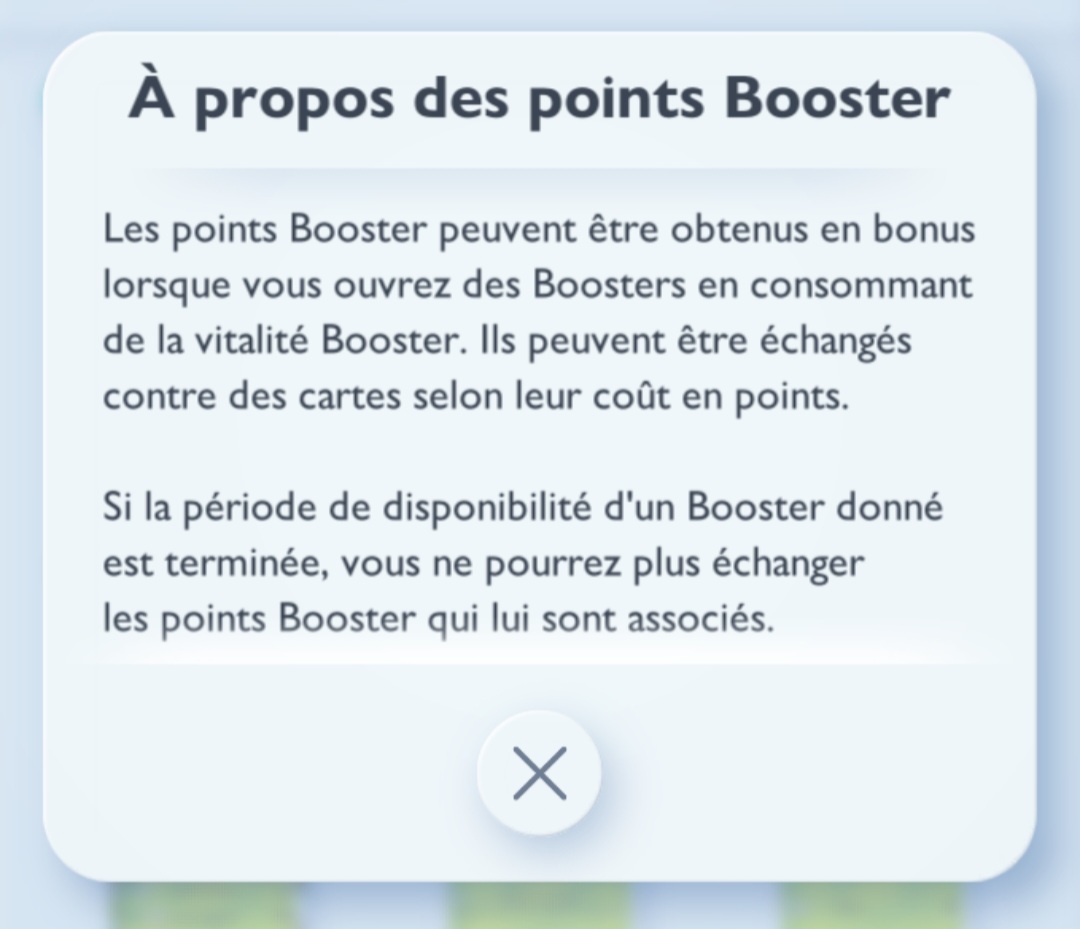 À propos des points Booster
Les points Booster peuvent être obtenus en bonus
lorsque vous ouvrez des Boosters en consommant
de la vitalité Booster. Ils peuvent être échangés
contre des cartes selon leur coût en points.
Si la période de disponibilité d'un Booster donné
est terminée, vous ne pourrez plus échanger
les points Booster qui lui sont associés.